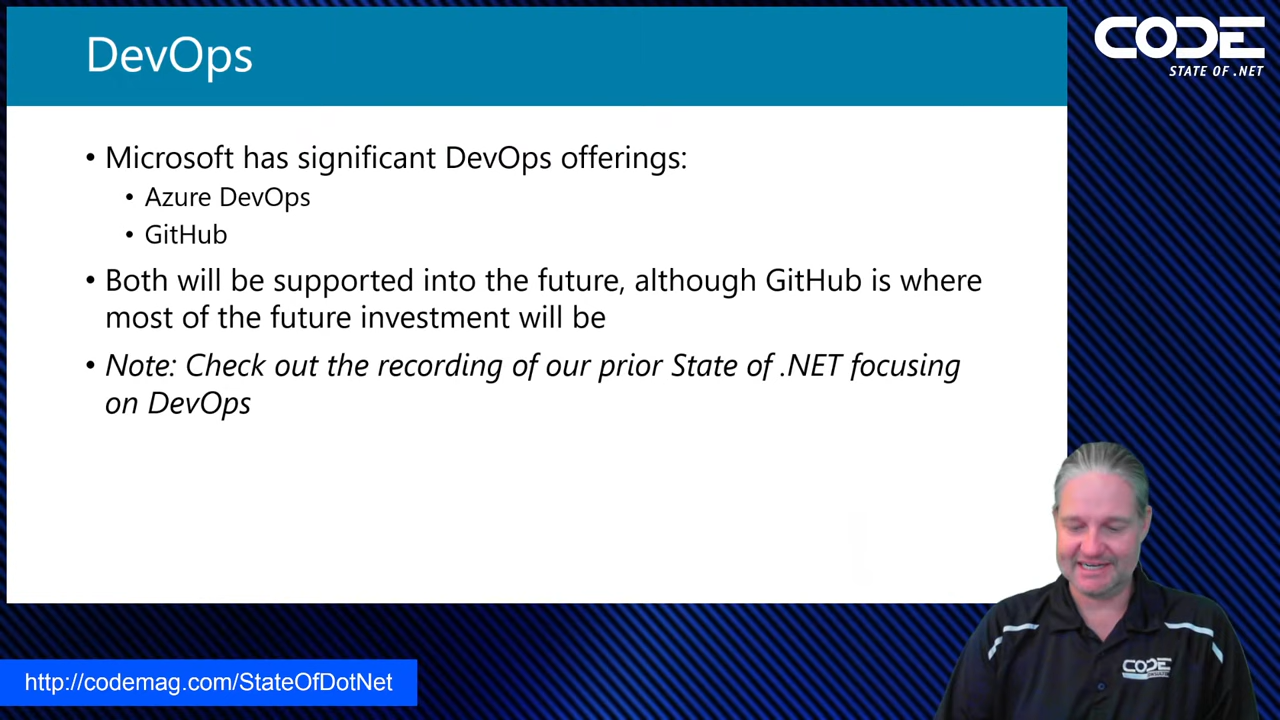 DevOps
CODE
STATE OF .NET
• Microsoft has significant DevOps offerings:
• Azure DevOps
• GitHub
• Both will be supported into the future, although GitHub is where
most of the future investment will be
• Note: Check out the recording of our prior State of .NET focusing
on DevOps
http://codemag.com/StateOfDotNet
CODE